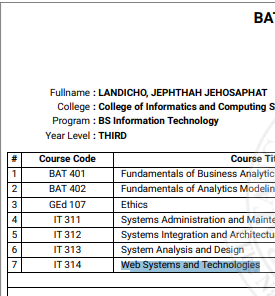 BAT
Fullname : LANDICHO, JEPHTHAH JEHOSAPHAT
College : College of Informatics and Computing S
Program : BS Information Technology
Year Level : THIRD
# Course Code Course Tit
1 BAT 401 Fundamentals of Business Analytic
2 BAT 402 Fundamentals of Analytics Modelin
3 GEd 107 Ethics
4 IT 311 Systems Administration and Mainte
5 IT 312 Systems Integration and Architectu
6 IT 313 System Analysis and Design
7 IT 314 Web Systems and Technologies